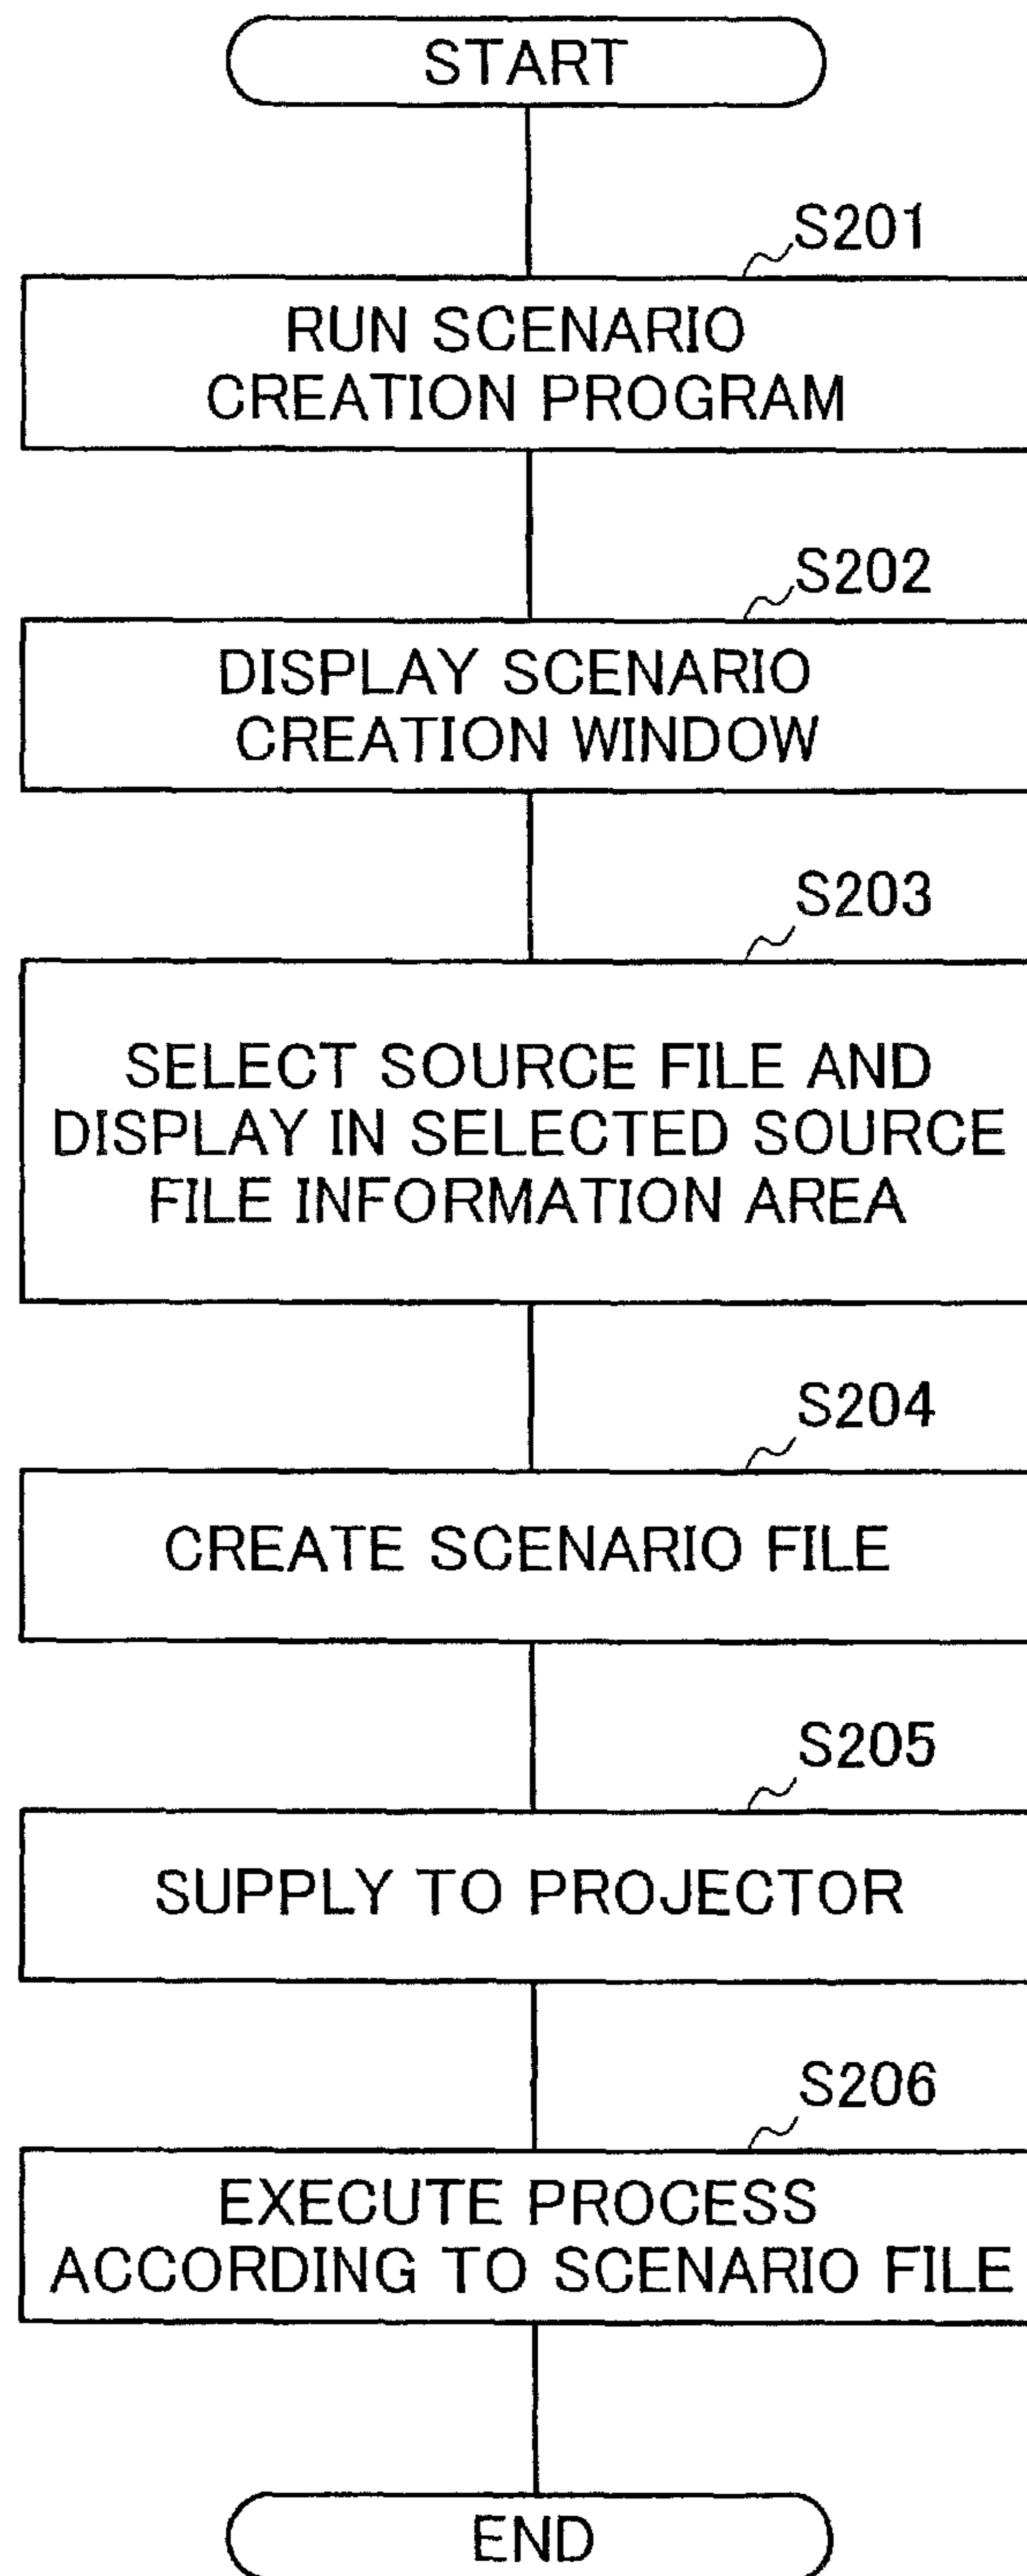 START
S201
RUN SCENARIO
CREATION PROGRAM
S202
DISPLAY SCENARIO
CREATION WINDOW
S203
SELECT SOURCE FILE AND
DISPLAY IN SELECTED SOURCE
FILE INFORMATION AREA
S204
CREATE SCENARIO FILE
S205
SUPPLY TO PROJECTOR
S206
EXECUTE PROCESS
ACCORDING TO SCENARIO FILE
END